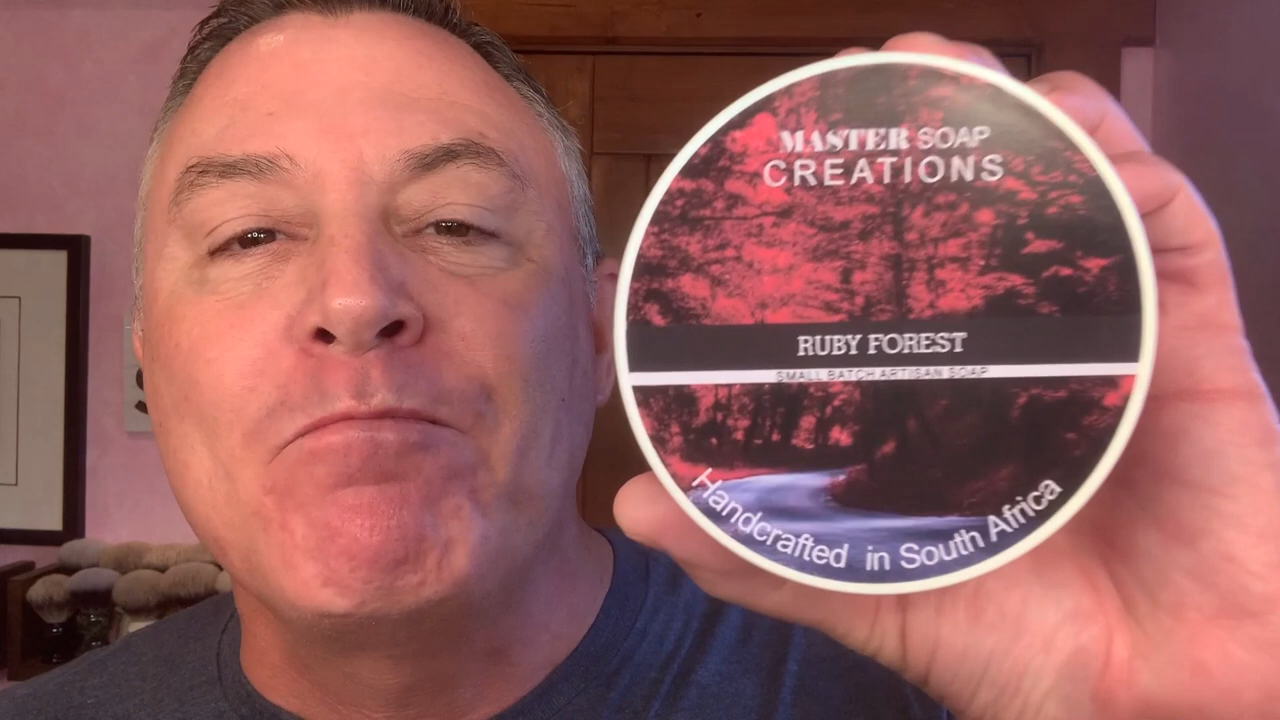 MASTER SOAP
CREATIONS
RUBY FOREST
SMALL BATCH ARTISAN SOAP
Handcrafted in South Africa